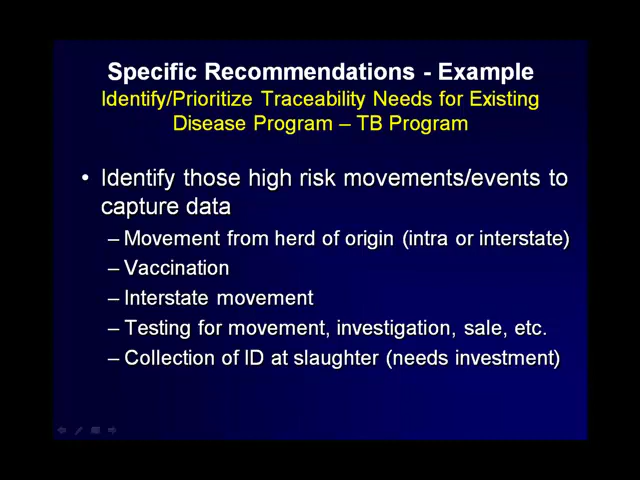 Specific Recommendations - Example
Identify/Prioritize Traceability Needs for Existing
Disease Program – TB Program
• Identify those high risk movements/events to
capture data
– Movement from herd of origin (intra or interstate)
– Vaccination
– Interstate movement
– Testing for movement, investigation, sale, etc.
– Collection of ID at slaughter (needs investment)